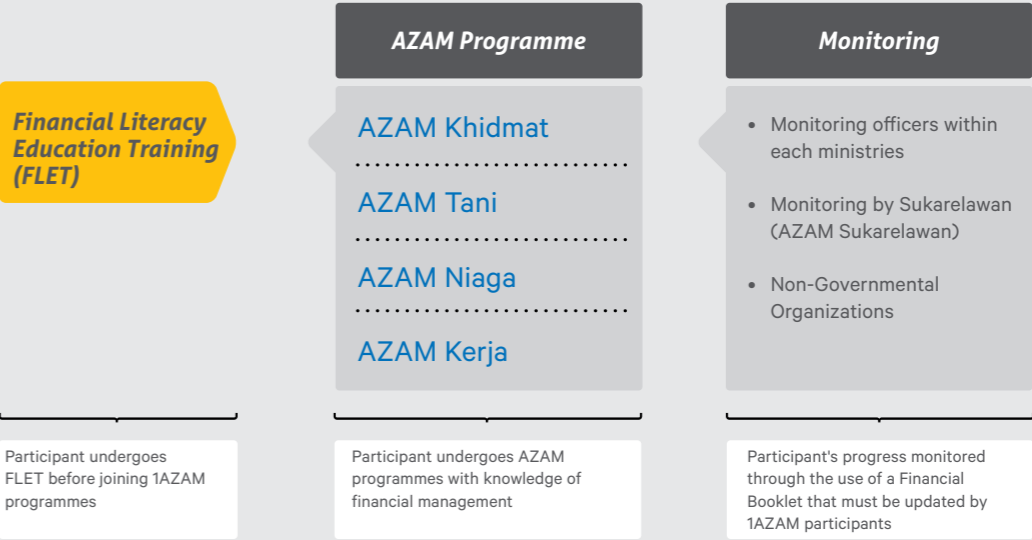 Financial Literacy
Education Training
(FLET)
Participant undergoes
FLET before joining 1AZAM
programmes
AZAM Programme
AZAM Khidmat
AZAM Tani
AZAM Niaga
AZAM Kerja
Participant undergoes AZAM
programmes with knowledge of
financial management
Monitoring
• Monitoring officers within
each ministries
• Monitoring by Sukarelawan
(AZAM Sukarelawan)
• Non-Governmental
Organizations
Participant's progress monitored
through the use of a Financial
Booklet that must be updated by
1AZAM participants